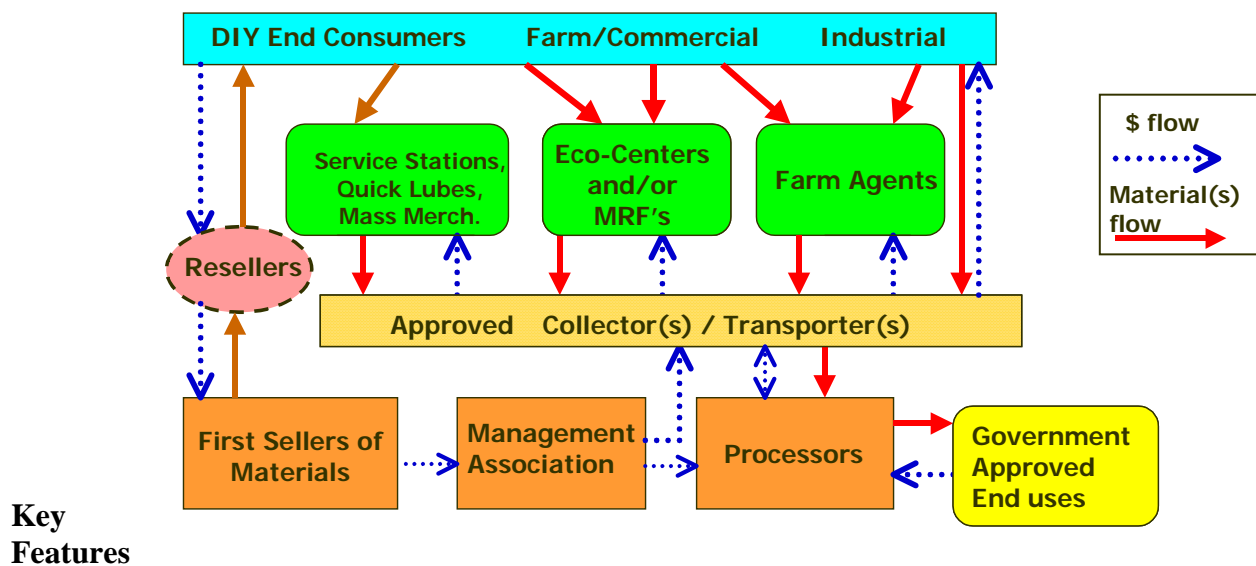 DIY End Consumers Farm/Commercial Industrial
Service Stations,
Quick Lubes,
Mass Merch.
Eco-Centers
and/or
MRF's
Farm Agents
$ flow
Material(s)
flow
Resellers
Approved Collector(s) / Transporter(s)
First Sellers of
Materials
Management
Association
Processors
Government
Approved
End uses
Key
Features